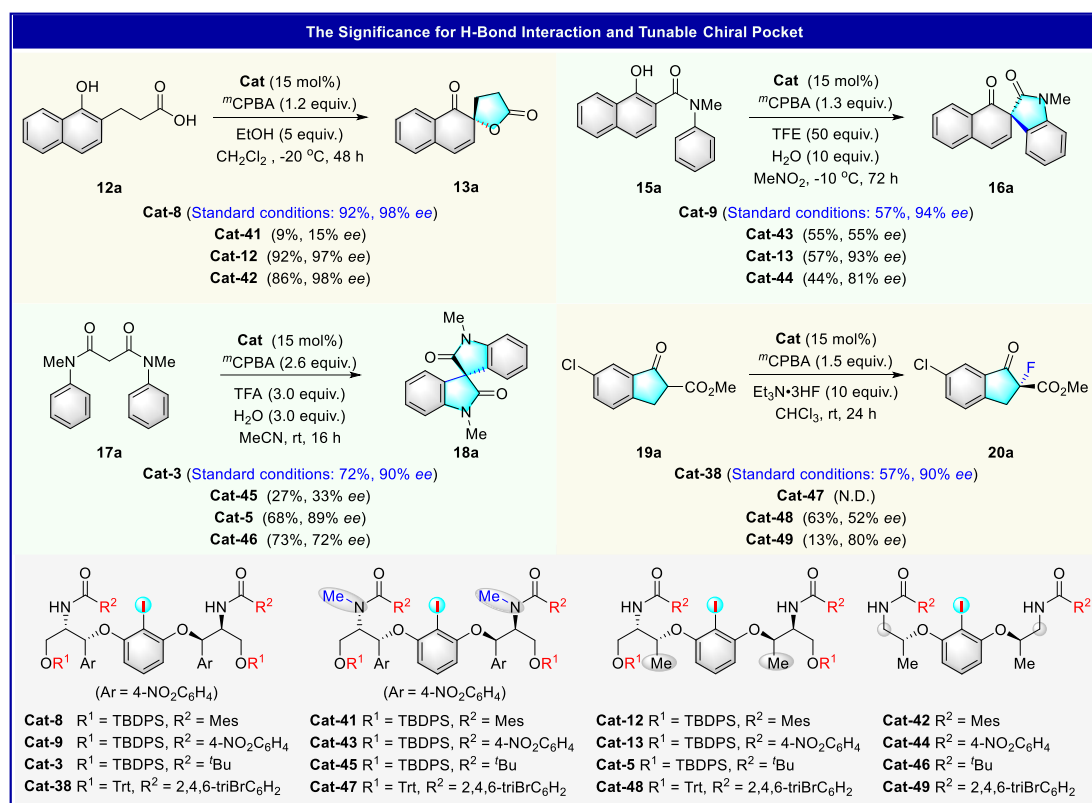 The Significance for H-Bond Interaction and Tunable Chiral Pocket
OH
O
OH
12a
Cat (15 mol%)
mCPBA (1.2 equiv.)
EtOH (5 equiv.)
CH2Cl2 , -20 oC, 48 h
O
O
O
13a
Cat-8 (Standard conditions: 92%, 98% ee)
Cat-41 (9%, 15% ee)
Cat-12 (92%, 97% ee)
Cat-42 (86%, 98% ee)
OH
O
NMe
15a
Cat (15 mol%)
mCPBA (1.3 equiv.)
TFE (50 equiv.)
H2O (10 equiv.)
MeNO2, -10 oC, 72 h
O
O
NMe
16a
Cat-9 (Standard conditions: 57%, 94% ee)
Cat-43 (55%, 55% ee)
Cat-13 (57%, 93% ee)
Cat-44 (44%, 81% ee)
O
O
MeN
NMe
17a
Cat (15 mol%)
mCPBA (2.6 equiv.)
TFA (3.0 equiv.)
H2O (3.0 equiv.)
MeCN, rt, 16 h
Me
N
O
O
N
Me
18a
Cat-3 (Standard conditions: 72%, 90% ee)
Cat-45 (27%, 33% ee)
Cat-5 (68%, 89% ee)
Cat-46 (73%, 72% ee)
O
Cl
CO2Me
19a
Cat (15 mol%)
mCPBA (1.5 equiv.)
Et3N•3HF (10 equiv.)
CHCl3, rt, 24 h
O
F
Cl
CO2Me
20a
Cat-38 (Standard conditions: 57%, 90% ee)
Cat-47 (N.D.)
Cat-48 (63%, 52% ee)
Cat-49 (13%, 80% ee)
O O
HN R2 I HN R2
O O
OR1 Ar Ar OR1
(Ar = 4-NO2C6H4)
Cat-8 R1 = TBDPS, R2 = Mes
Cat-9 R1 = TBDPS, R2 = 4-NO2C6H4
Cat-3 R1 = TBDPS, R2 = tBu
Cat-38 R1 = Trt, R2 = 2,4,6-triBrC6H2
O O
Me N R2 I Me N R2
O O
OR1 Ar Ar OR1
(Ar = 4-NO2C6H4)
Cat-41 R1 = TBDPS, R2 = Mes
Cat-43 R1 = TBDPS, R2 = 4-NO2C6H4
Cat-45 R1 = TBDPS, R2 = tBu
Cat-47 R1 = Trt, R2 = 2,4,6-triBrC6H2
O O
HN R2 I HN R2
O O
OR1 Me Me OR1
Cat-12 R1 = TBDPS, R2 = Mes
Cat-13 R1 = TBDPS, R2 = 4-NO2C6H4
Cat-5 R1 = TBDPS, R2 = tBu
Cat-48 R1 = Trt, R2 = 2,4,6-triBrC6H2
O O
HN R2 I HN R2
O O
Me Me
Cat-42 R2 = Mes
Cat-44 R2 = 4-NO2C6H4
Cat-46 R2 = tBu
Cat-49 R2 = 2,4,6-triBrC6H2